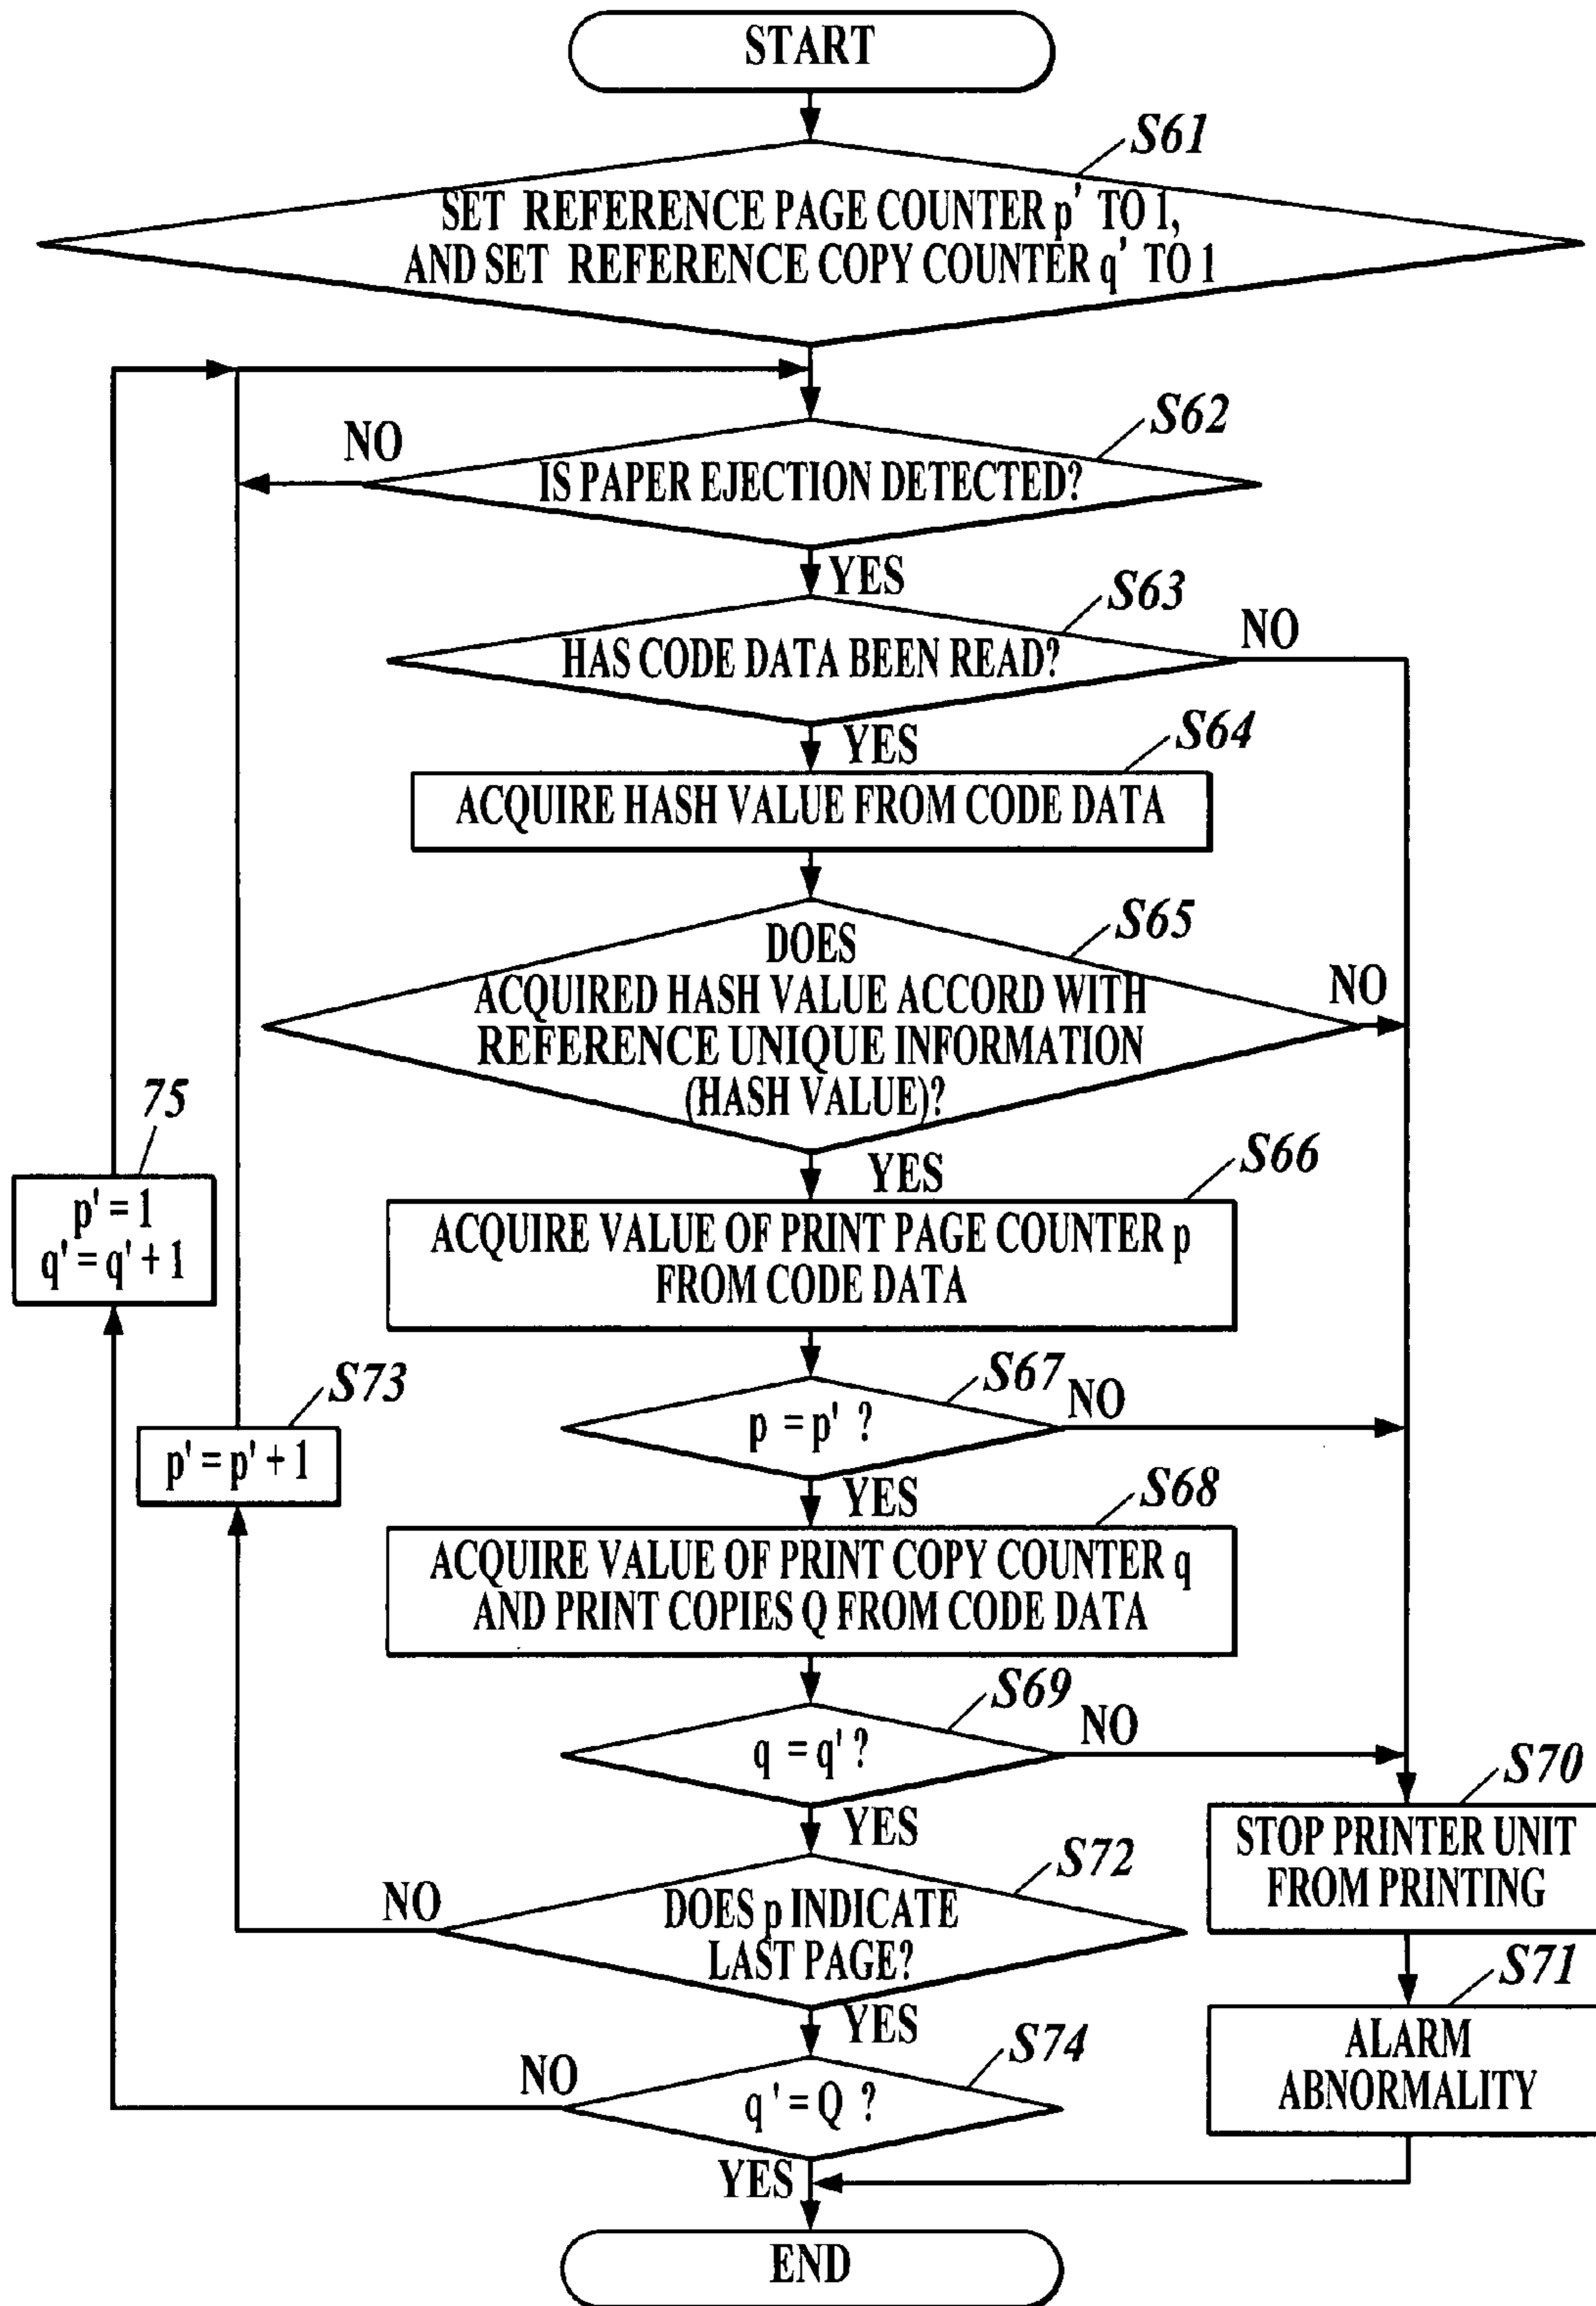 START
S61
SET REFERENCE PAGE COUNTER p' TO 1,
AND SET REFERENCE COPY COUNTER q' TO 1
S62
NO
IS PAPER EJECTION DETECTED?
YES
S63
NO
HAS CODE DATA BEEN READ?
YES
S64
ACQUIRE HASH VALUE FROM CODE DATA
S65
DOES
ACQUIRED HASH VALUE ACCORD WITH
REFERENCE UNIQUE INFORMATION
(HASH VALUE)?
NO
75
p' = 1
q' = q' + 1
YES
S66
ACQUIRE VALUE OF PRINT PAGE COUNTER p
FROM CODE DATA
S67
NO
p = p' ?
S73
p' = p' + 1
YES
S68
ACQUIRE VALUE OF PRINT COPY COUNTER q
AND PRINT COPIES Q FROM CODE DATA
S69
NO
q = q' ?
S70
STOP PRINTER UNIT
FROM PRINTING
YES
S72
NO
DOES p INDICATE
LAST PAGE?
S71
ALARM
ABNORMALITY
YES
S74
NO
q' = Q ?
YES
END